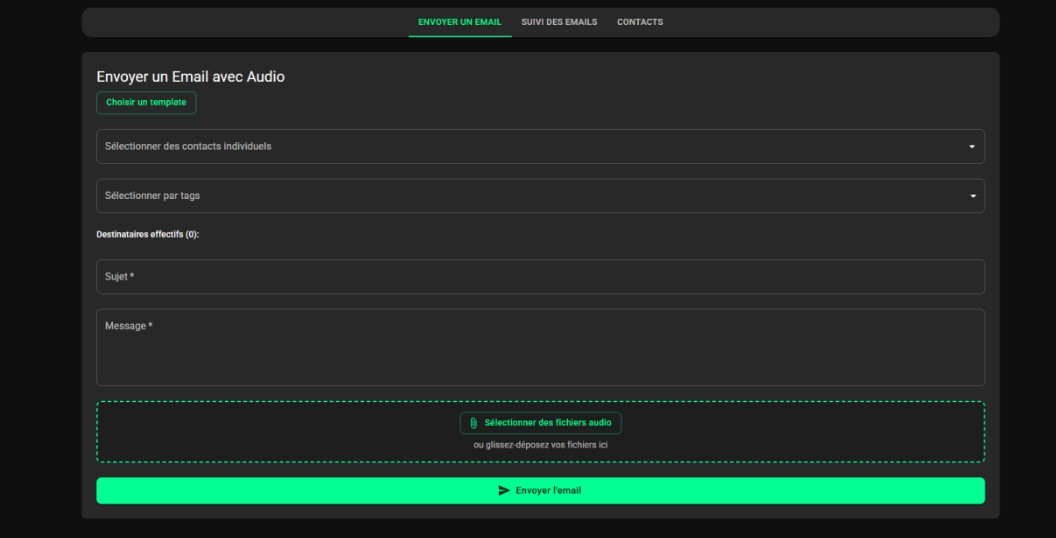 ENVOYER UN EMAIL SUIVI DES EMAILS CONTACTS
Envoyer un Email avec Audio
Choisir un template
Sélectionner des contacts individuels
Sélectionner par tags
Destinataires effectifs (0):
Sujet *
Message *
Sélectionner des fichiers audio
ou glissez-déposez vos fichiers ici
Envoyer l'email